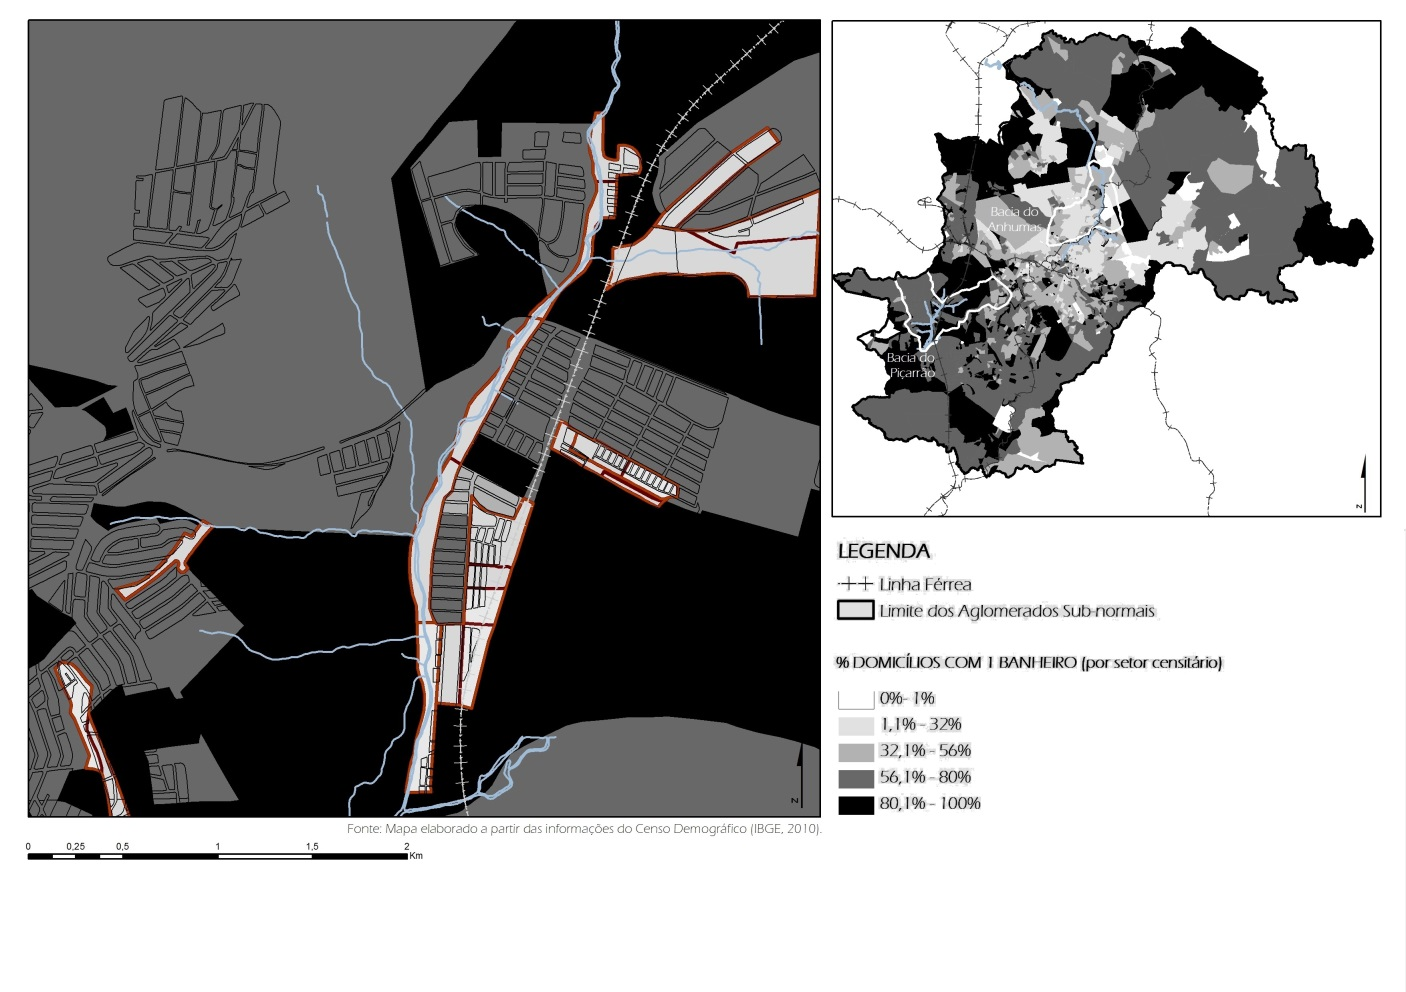 Bacia do
Anhumas
Bacia do
Piçarrão
N
N
LEGENDA
Linha Férrea
Limite dos Aglomerados Sub-normais
% DOMICÍLIOS COM 1 BANHEIRO (por setor censitário)
0%- 1%
1,1% - 32%
32,1% - 56%
56,1% - 80%
80,1% - 100%
Fonte: Mapa elaborado a partir das informações do Censo Demográfico (IBGE, 2010).
0 0,25 0,5 1 1,5 2
Km